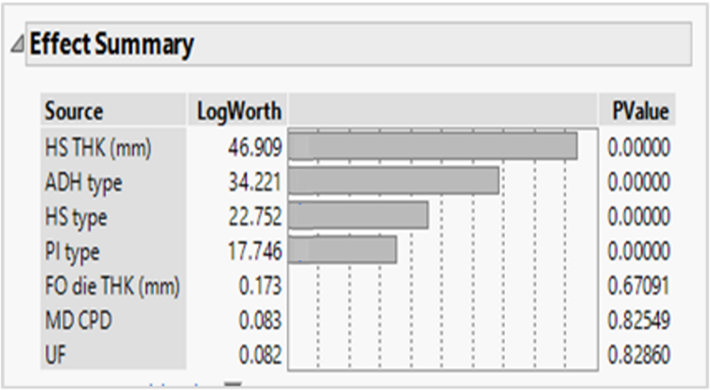 Effect Summary
Source LogWorth PValue
HS THK (mm) 46.909 0.00000
ADH type 34.221 0.00000
HS type 22.752 0.00000
PI type 17.746 0.00000
FO die THK (mm) 0.173 0.67091
MD CPD 0.083 0.82549
UF 0.082 0.82860